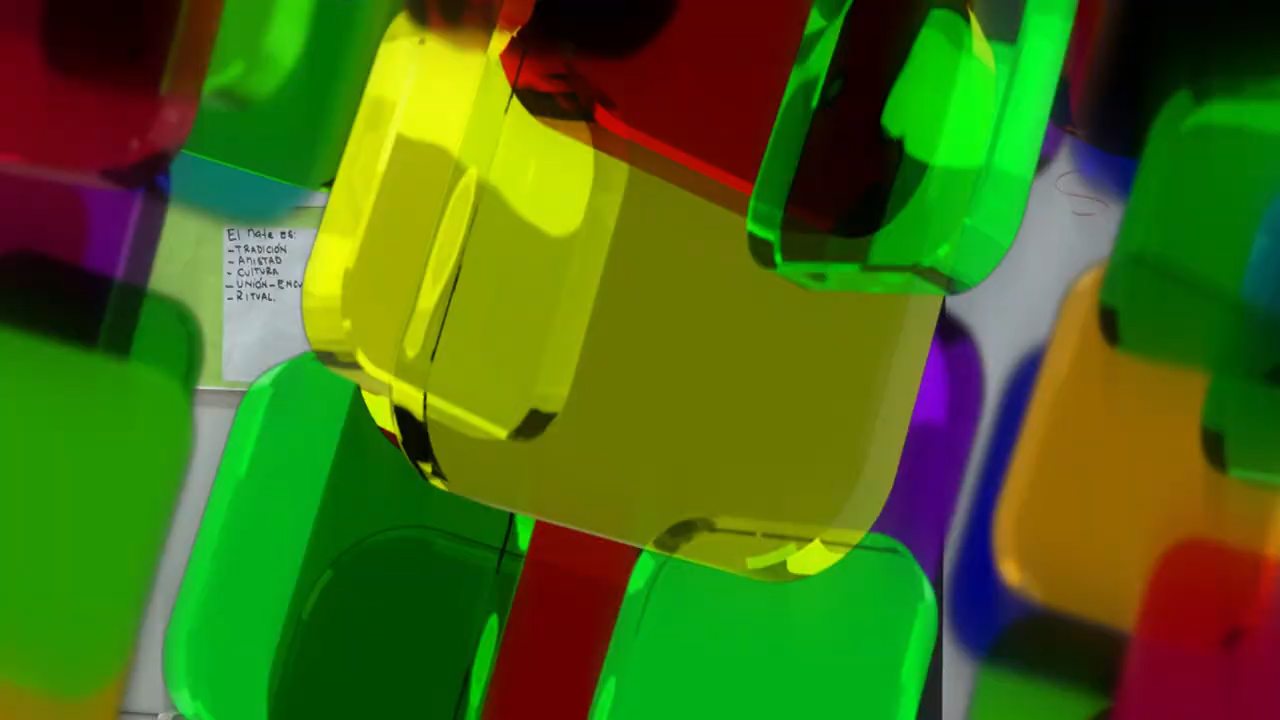 El mate es:
-TRADICIÓN
-AMISTAD
-CULTURA
-UNIÓN-
-RITUAL.